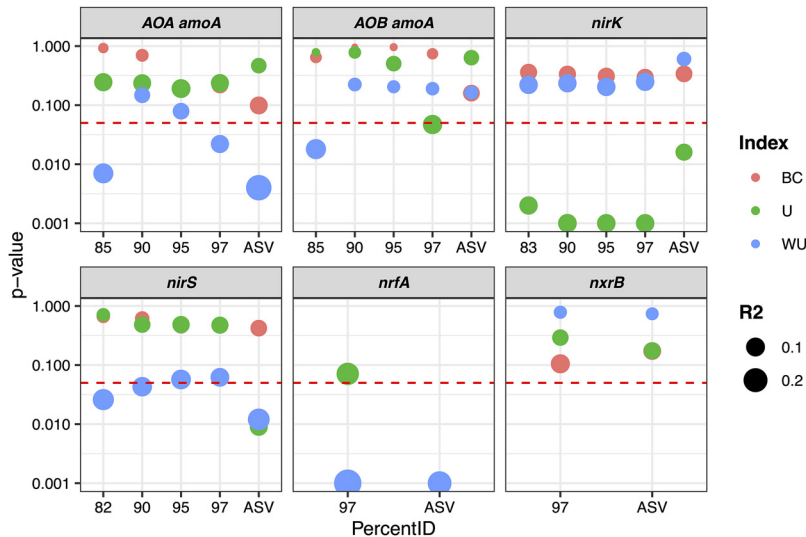 AOA amoA AOB amoA nirK
1.000
0.100
0.010
0.001
85 90 95 97 ASV 85 90 95 97 ASV 83 90 95 97 ASV
nirS nrfA nxrB
1.000
0.100
0.010
0.001
82 90 95 97 ASV 97 ASV 97 ASV
p−value
PercentID
Index
BC
U
WU
R2
0.1
0.2